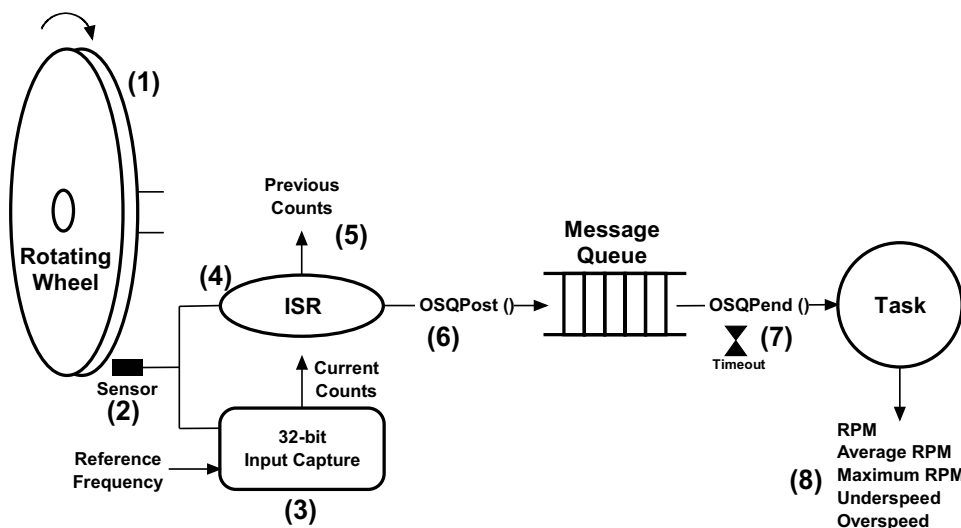 (1)
Rotating
Wheel
Sensor
(2)
Reference
Frequency
32-bit
Input Capture
(3)
Current
Counts
(4)
ISR
Previous
Counts
(5)
OSQPost ()
(6)
Message
Queue
OSQPend ()
(7)
Timeout
Task
(8)
RPM
Average RPM
Maximum RPM
Underspeed
Overspeed